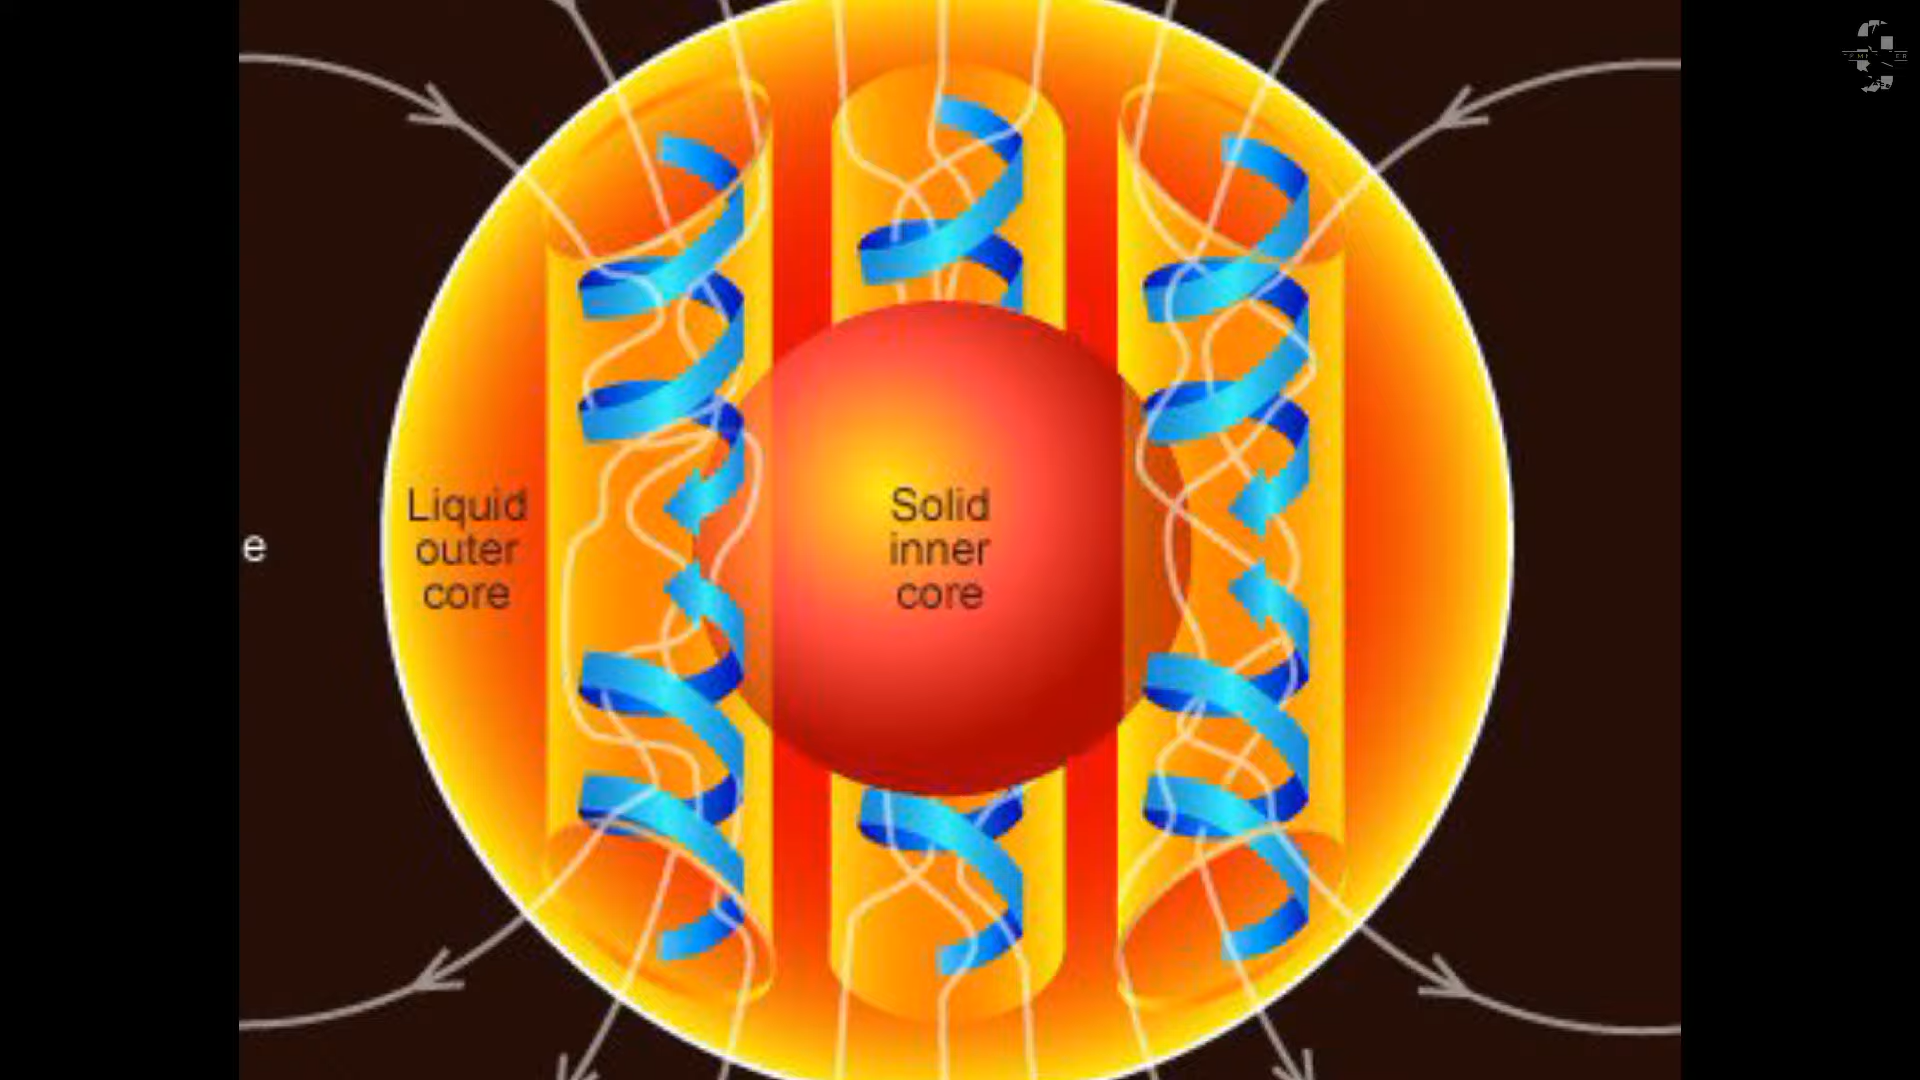 Liquid
outer
core
Solid
inner
core
e